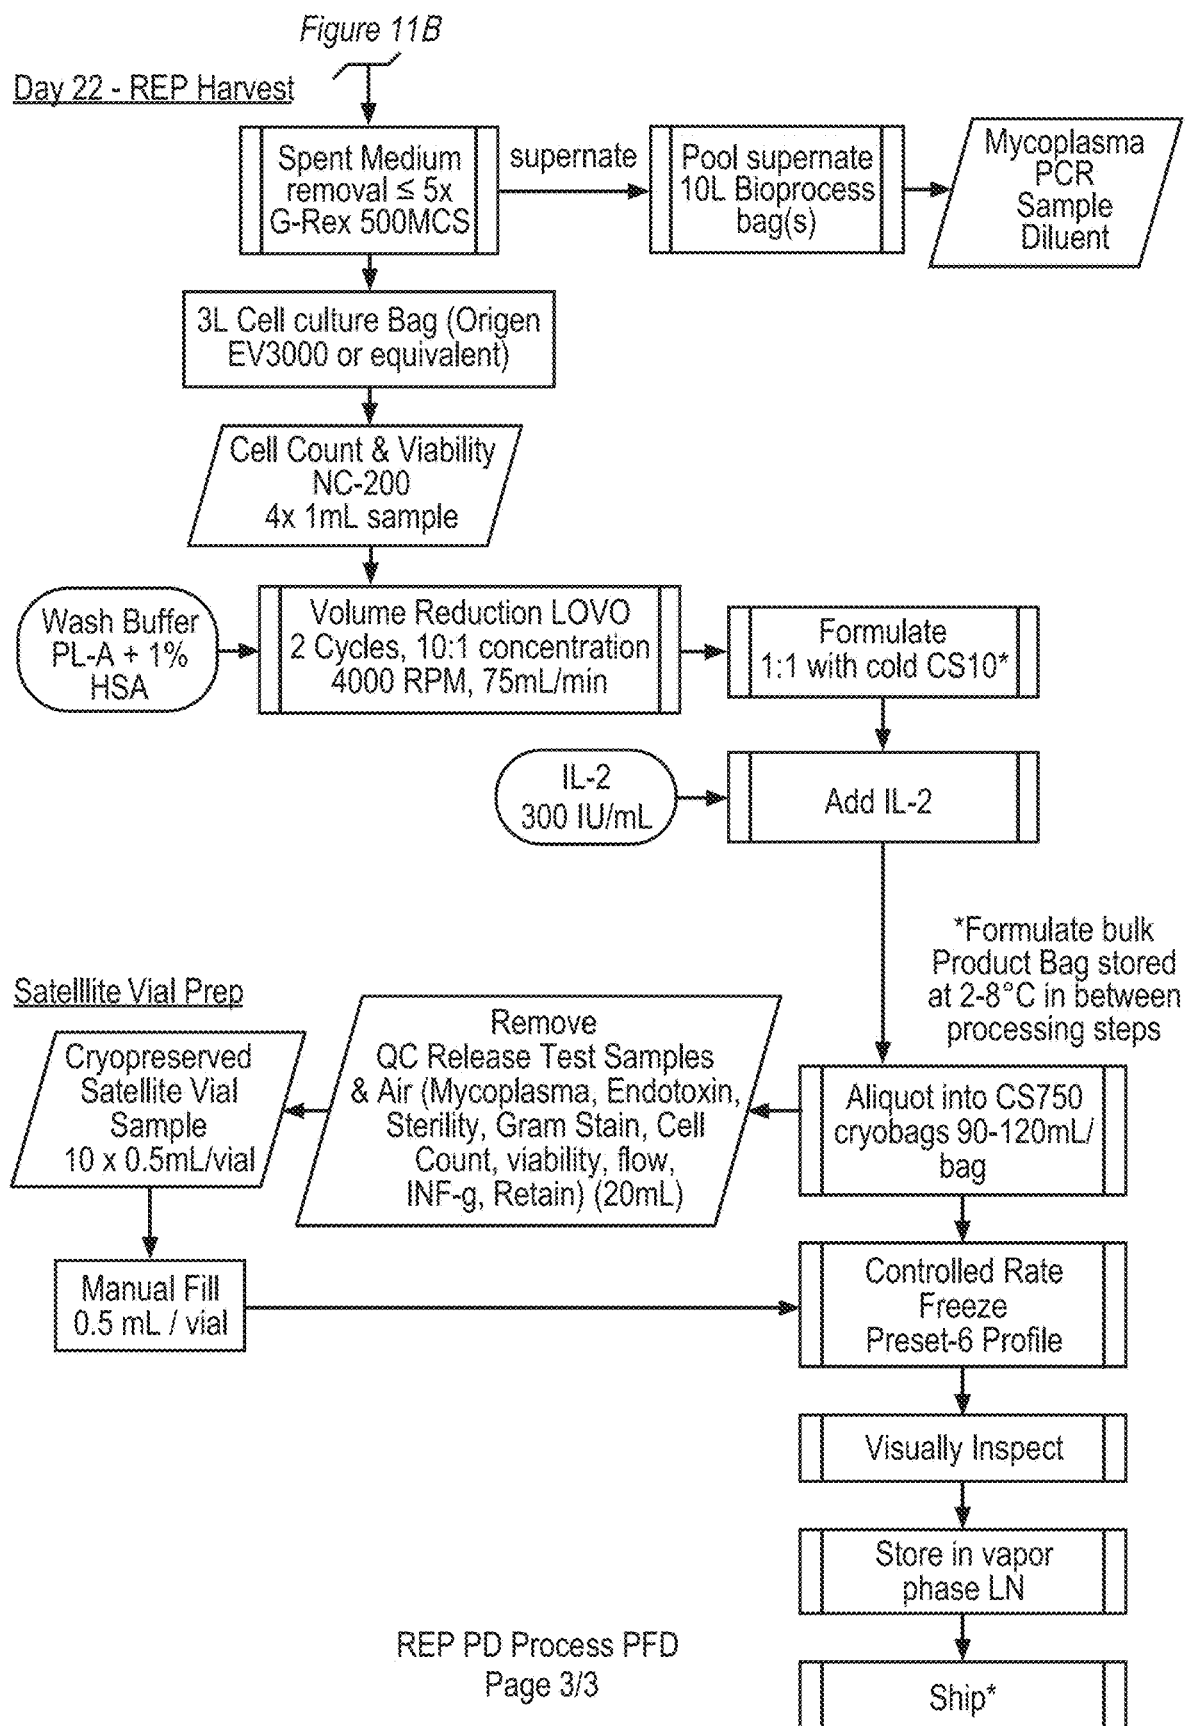 Figure 11B
Day 22 - REP Harvest
Spent Medium
removal ≤ 5x
G-Rex 500MCS
supernate
Pool supernate
10L Bioprocess
bag(s)
Mycoplasma
PCR
Sample
Diluent
3L Cell culture Bag (Origen
EV3000 or equivalent)
Cell Count & Viability
NC-200
4x 1mL sample
Wash Buffer
PL-A + 1%
HSA
Volume Reduction LOVO
2 Cycles, 10:1 concentration
4000 RPM, 75mL/min
Formulate
1:1 with cold CS10*
IL-2
300 IU/mL
Add IL-2
*Formulate bulk
Product Bag stored
at 2-8°C in between
processing steps
Satelllite Vial Prep
Cryopreserved
Satellite Vial
Sample
10 x 0.5mL/vial
Remove
QC Release Test Samples
& Air (Mycoplasma, Endotoxin,
Sterility, Gram Stain, Cell
Count, viability, flow,
INF-g, Retain) (20mL)
Aliquot into CS750
cryobags 90-120mL/
bag
Manual Fill
0.5 mL / vial
Controlled Rate
Freeze
Preset-6 Profile
Visually Inspect
Store in vapor
phase LN
Ship*
REP PD Process PFD
Page 3/3